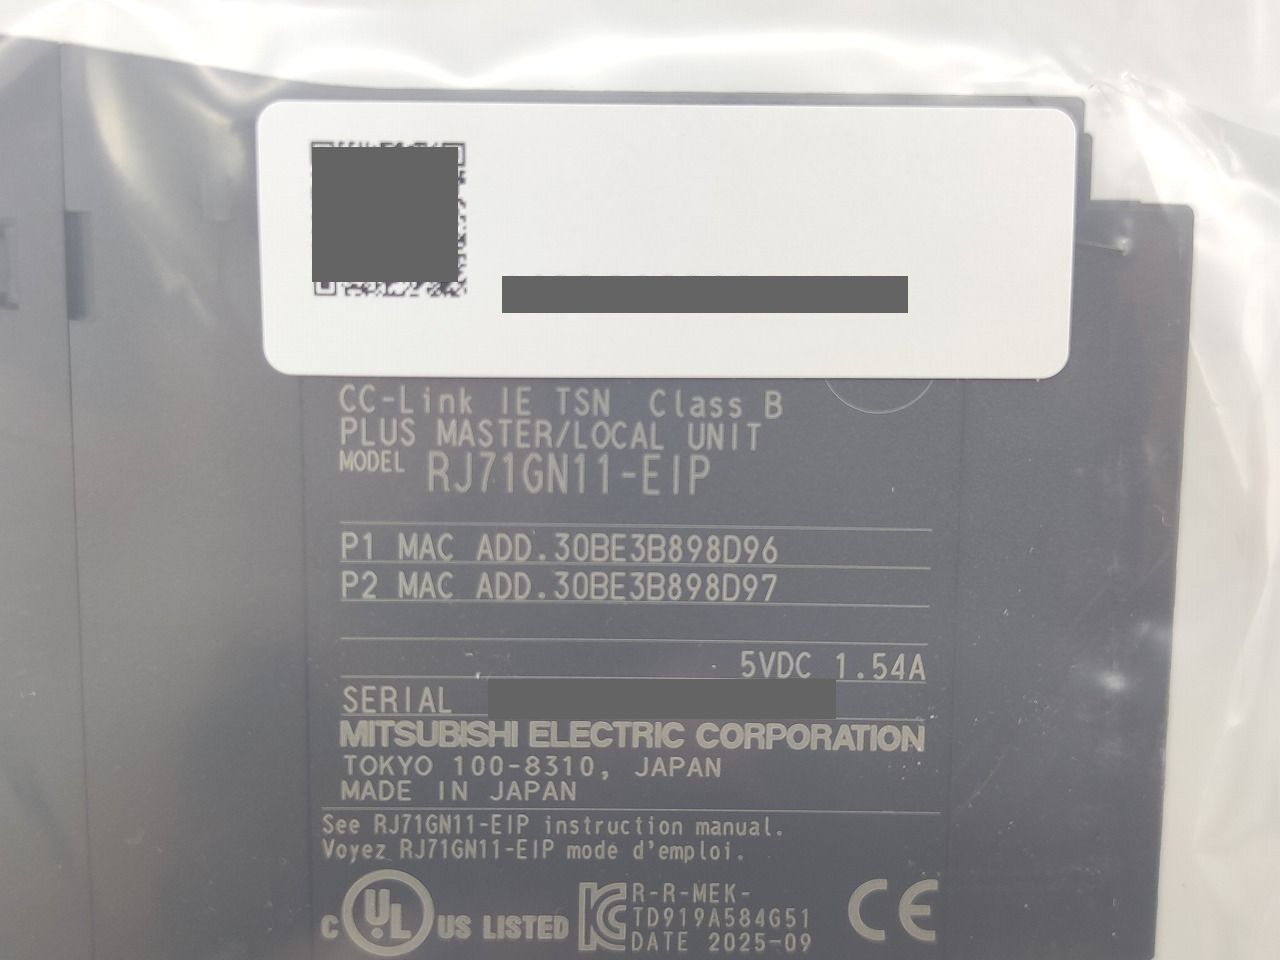 CC-Link IE TSN Class B
PLUS MASTER/LOCAL UNIT
MODEL RJ71GN11-EIP
P1 MAC ADD.30BE3B898D96
P2 MAC ADD.30BE3B898D97
5VDC 1.54A
SERIAL
MITSUBISHI ELECTRIC CORPORATION
TOKYO 100-8310, JAPAN
MADE IN JAPAN
See RJ71GN11-EIP instruction manual.
Voyez RJ71GN11-EIP mode d'emploi.
C UL US LISTED
R-R-MEK-
TD919A584G51
DATE 2025-09
CE